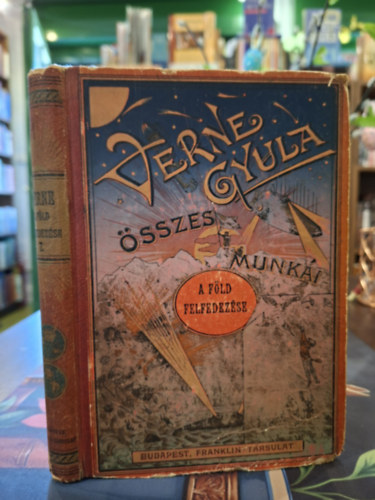 VERNE
GYULA
ÖSSZES
MUNKÁI
A FÖLD
FELFEDEZÉSE
BUDAPEST, FRANKLIN-TÁRSULAT